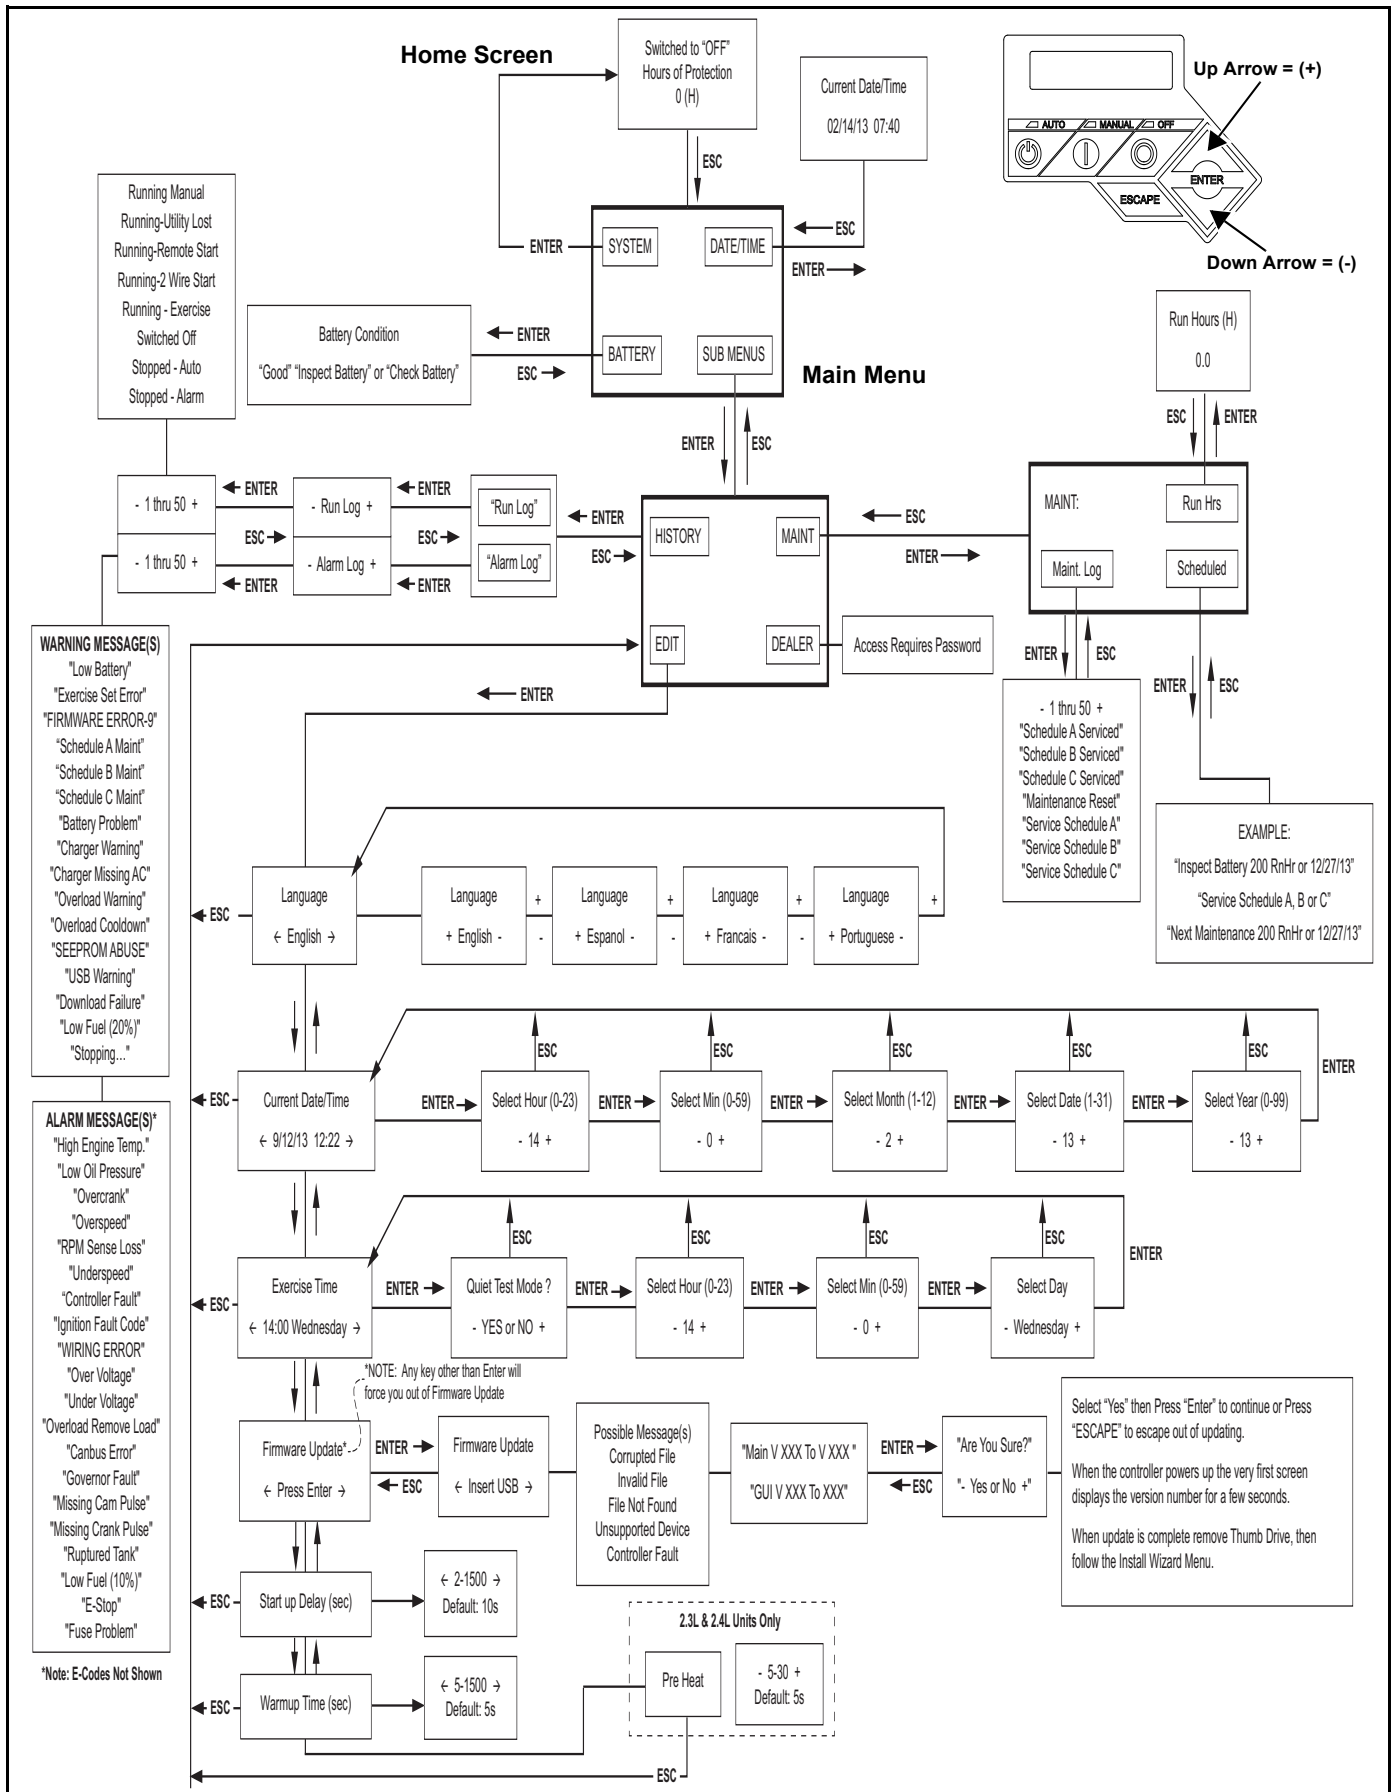 Home Screen
Switched to “OFF”
Hours of Protection
0 (H)
ESC
Current Date/Time
02/14/13 07:40
Up Arrow = (+)
AUTO
MANUAL
OFF
ENTER
ESCAPE
Down Arrow = (-)
Running Manual
Running-Utility Lost
Running-Remote Start
Running-2 Wire Start
Running - Exercise
Switched Off
Stopped - Auto
Stopped - Alarm
ENTER
SYSTEM
DATE/TIME
ESC
ENTER
BATTERY
SUB MENUS
Main Menu
Battery Condition
“Good” “Inspect Battery” or “Check Battery”
ENTER
ESC
ENTER
ESC
Run Hours (H)
0.0
ESC
ENTER
- 1 thru 50 +
- 1 thru 50 +
ENTER
ESC
ENTER
- Run Log +
- Alarm Log +
ENTER
ESC
ENTER
“Run Log”
“Alarm Log”
ENTER
ESC
HISTORY
MAINT
EDIT
DEALER
Access Requires Password
ESC
ENTER
MAINT:
Run Hrs
Maint. Log
Scheduled
ENTER
ESC
ENTER
ESC
ENTER
- 1 thru 50 +
"Schedule A Serviced"
"Schedule B Serviced"
"Schedule C Serviced"
"Maintenance Reset"
"Service Schedule A"
"Service Schedule B"
"Service Schedule C"
EXAMPLE:
“Inspect Battery 200 RnHr or 12/27/13”
“Service Schedule A, B or C”
“Next Maintenance 200 RnHr or 12/27/13”
WARNING MESSAGE(S)
"Low Battery"
"Exercise Set Error"
"FIRMWARE ERROR-9"
“Schedule A Maint”
“Schedule B Maint”
“Schedule C Maint”
"Battery Problem"
"Charger Warning"
"Charger Missing AC"
"Overload Warning"
"Overload Cooldown"
"SEEPROM ABUSE"
"USB Warning"
"Download Failure"
"Low Fuel (20%)"
"Stopping..."
ALARM MESSAGE(S)*
"High Engine Temp."
"Low Oil Pressure"
"Overcrank"
"Overspeed"
"RPM Sense Loss"
"Underspeed"
"Controller Fault"
"Ignition Fault Code"
"WIRING ERROR"
"Over Voltage"
"Under Voltage"
"Overload Remove Load"
"Canbus Error"
"Governor Fault"
"Missing Cam Pulse"
"Missing Crank Pulse"
"Ruptured Tank"
"Low Fuel (10%)"
"E-Stop"
"Fuse Problem"
*Note: E-Codes Not Shown
ESC
Language
← English →
Language
+ English -
+
-
Language
+ Espanol -
+
-
Language
+ Francais -
+
-
Language
+ Portuguese -
+
ESC
Current Date/Time
← 9/12/13 12:22 →
ENTER
Select Hour (0-23)
- 14 +
ESC
ENTER
Select Min (0-59)
- 0 +
ESC
ENTER
Select Month (1-12)
- 2 +
ESC
ENTER
Select Date (1-31)
- 13 +
ESC
ENTER
Select Year (0-99)
- 13 +
ESC
ENTER
ESC
Exercise Time
← 14:00 Wednesday →
ENTER
Quiet Test Mode ?
- YES or NO +
ESC
ENTER
Select Hour (0-23)
- 14 +
ESC
ENTER
Select Min (0-59)
- 0 +
ESC
ENTER
Select Day
- Wednesday +
ESC
ENTER
*NOTE: Any key other than Enter will
force you out of Firmware Update
Firmware Update*
← Press Enter →
ENTER
ESC
Firmware Update
← Insert USB →
Possible Message(s)
Corrupted File
Invalid File
File Not Found
Unsupported Device
Controller Fault
"Main V XXX To V XXX "
"GUI V XXX To XXX"
ENTER
ESC
"Are You Sure?"
"- Yes or No +"
Select “Yes” then Press “Enter” to continue or Press
“ESCAPE” to escape out of updating.
When the controller powers up the very first screen
displays the version number for a few seconds.
When update is complete remove Thumb Drive, then
follow the Install Wizard Menu.
ESC
Start up Delay (sec)
← 2-1500 →
Default: 10s
ESC
Warmup Time (sec)
← 5-1500 →
Default: 5s
2.3L & 2.4L Units Only
Pre Heat
- 5-30 +
Default: 5s
ESC